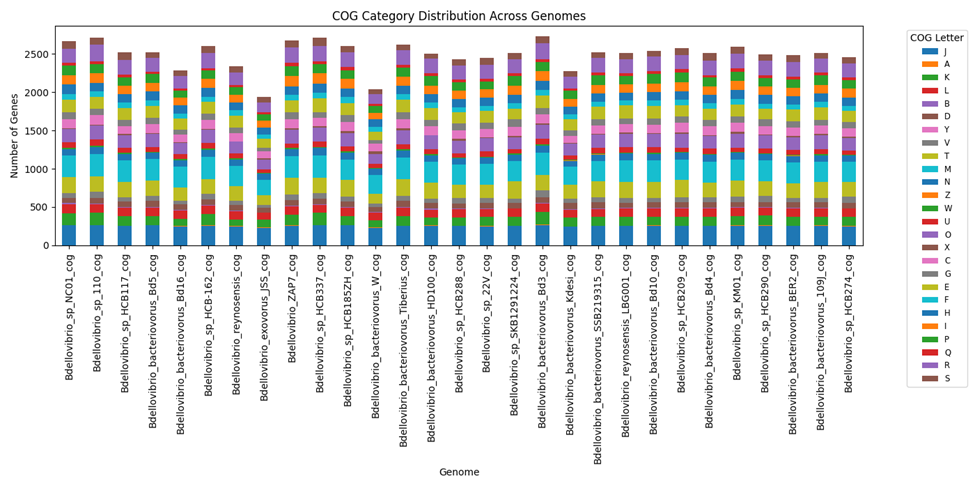 COG Category Distribution Across Genomes
Number of Genes
2500
2000
1500
1000
500
0
Bdellovibrio_sp_NC01_cog
Bdellovibrio_sp_110_cog
Bdellovibrio_sp_HCB117_cog
Bdellovibrio_bacteriovorus_Bd5_cog
Bdellovibrio_bacteriovorus_Bd16_cog
Bdellovibrio_sp_HCB-162_cog
Bdellovibrio_reynosensis_cog
Bdellovibrio_exovorus_JSS_cog
Bdellovibrio_ZAP7_cog
Bdellovibrio_sp_HCB337_cog
Bdellovibrio_sp_HCB185ZH_cog
Bdellovibrio_bacteriovorus_W_cog
Bdellovibrio_bacteriovorus_Tiberius_cog
Bdellovibrio_bacteriovorus_HD100_cog
Bdellovibrio_sp_HCB288_cog
Bdellovibrio_sp_22V_cog
Bdellovibrio_sp_SKB1291224_cog
Bdellovibrio_bacteriovorus_Bd3_cog
Bdellovibrio_bacteriovorus_Kdesi_cog
Bdellovibrio_bacteriovorus_SSB219315_cog
Bdellovibrio_reynosensis_LBG001_cog
Bdellovibrio_bacteriovorus_Bd10_cog
Bdellovibrio_sp_HCB209_cog
Bdellovibrio_bacteriovorus_Bd4_cog
Bdellovibrio_sp_KM01_cog
Bdellovibrio_sp_HCB290_cog
Bdellovibrio_bacteriovorus_BER2_cog
Bdellovibrio_bacteriovorus_109J_cog
Bdellovibrio_sp_HCB274_cog
Genome
COG Letter
J
A
K
L
B
D
Y
V
T
M
N
Z
W
U
O
X
C
G
E
F
H
I
P
Q
R
S